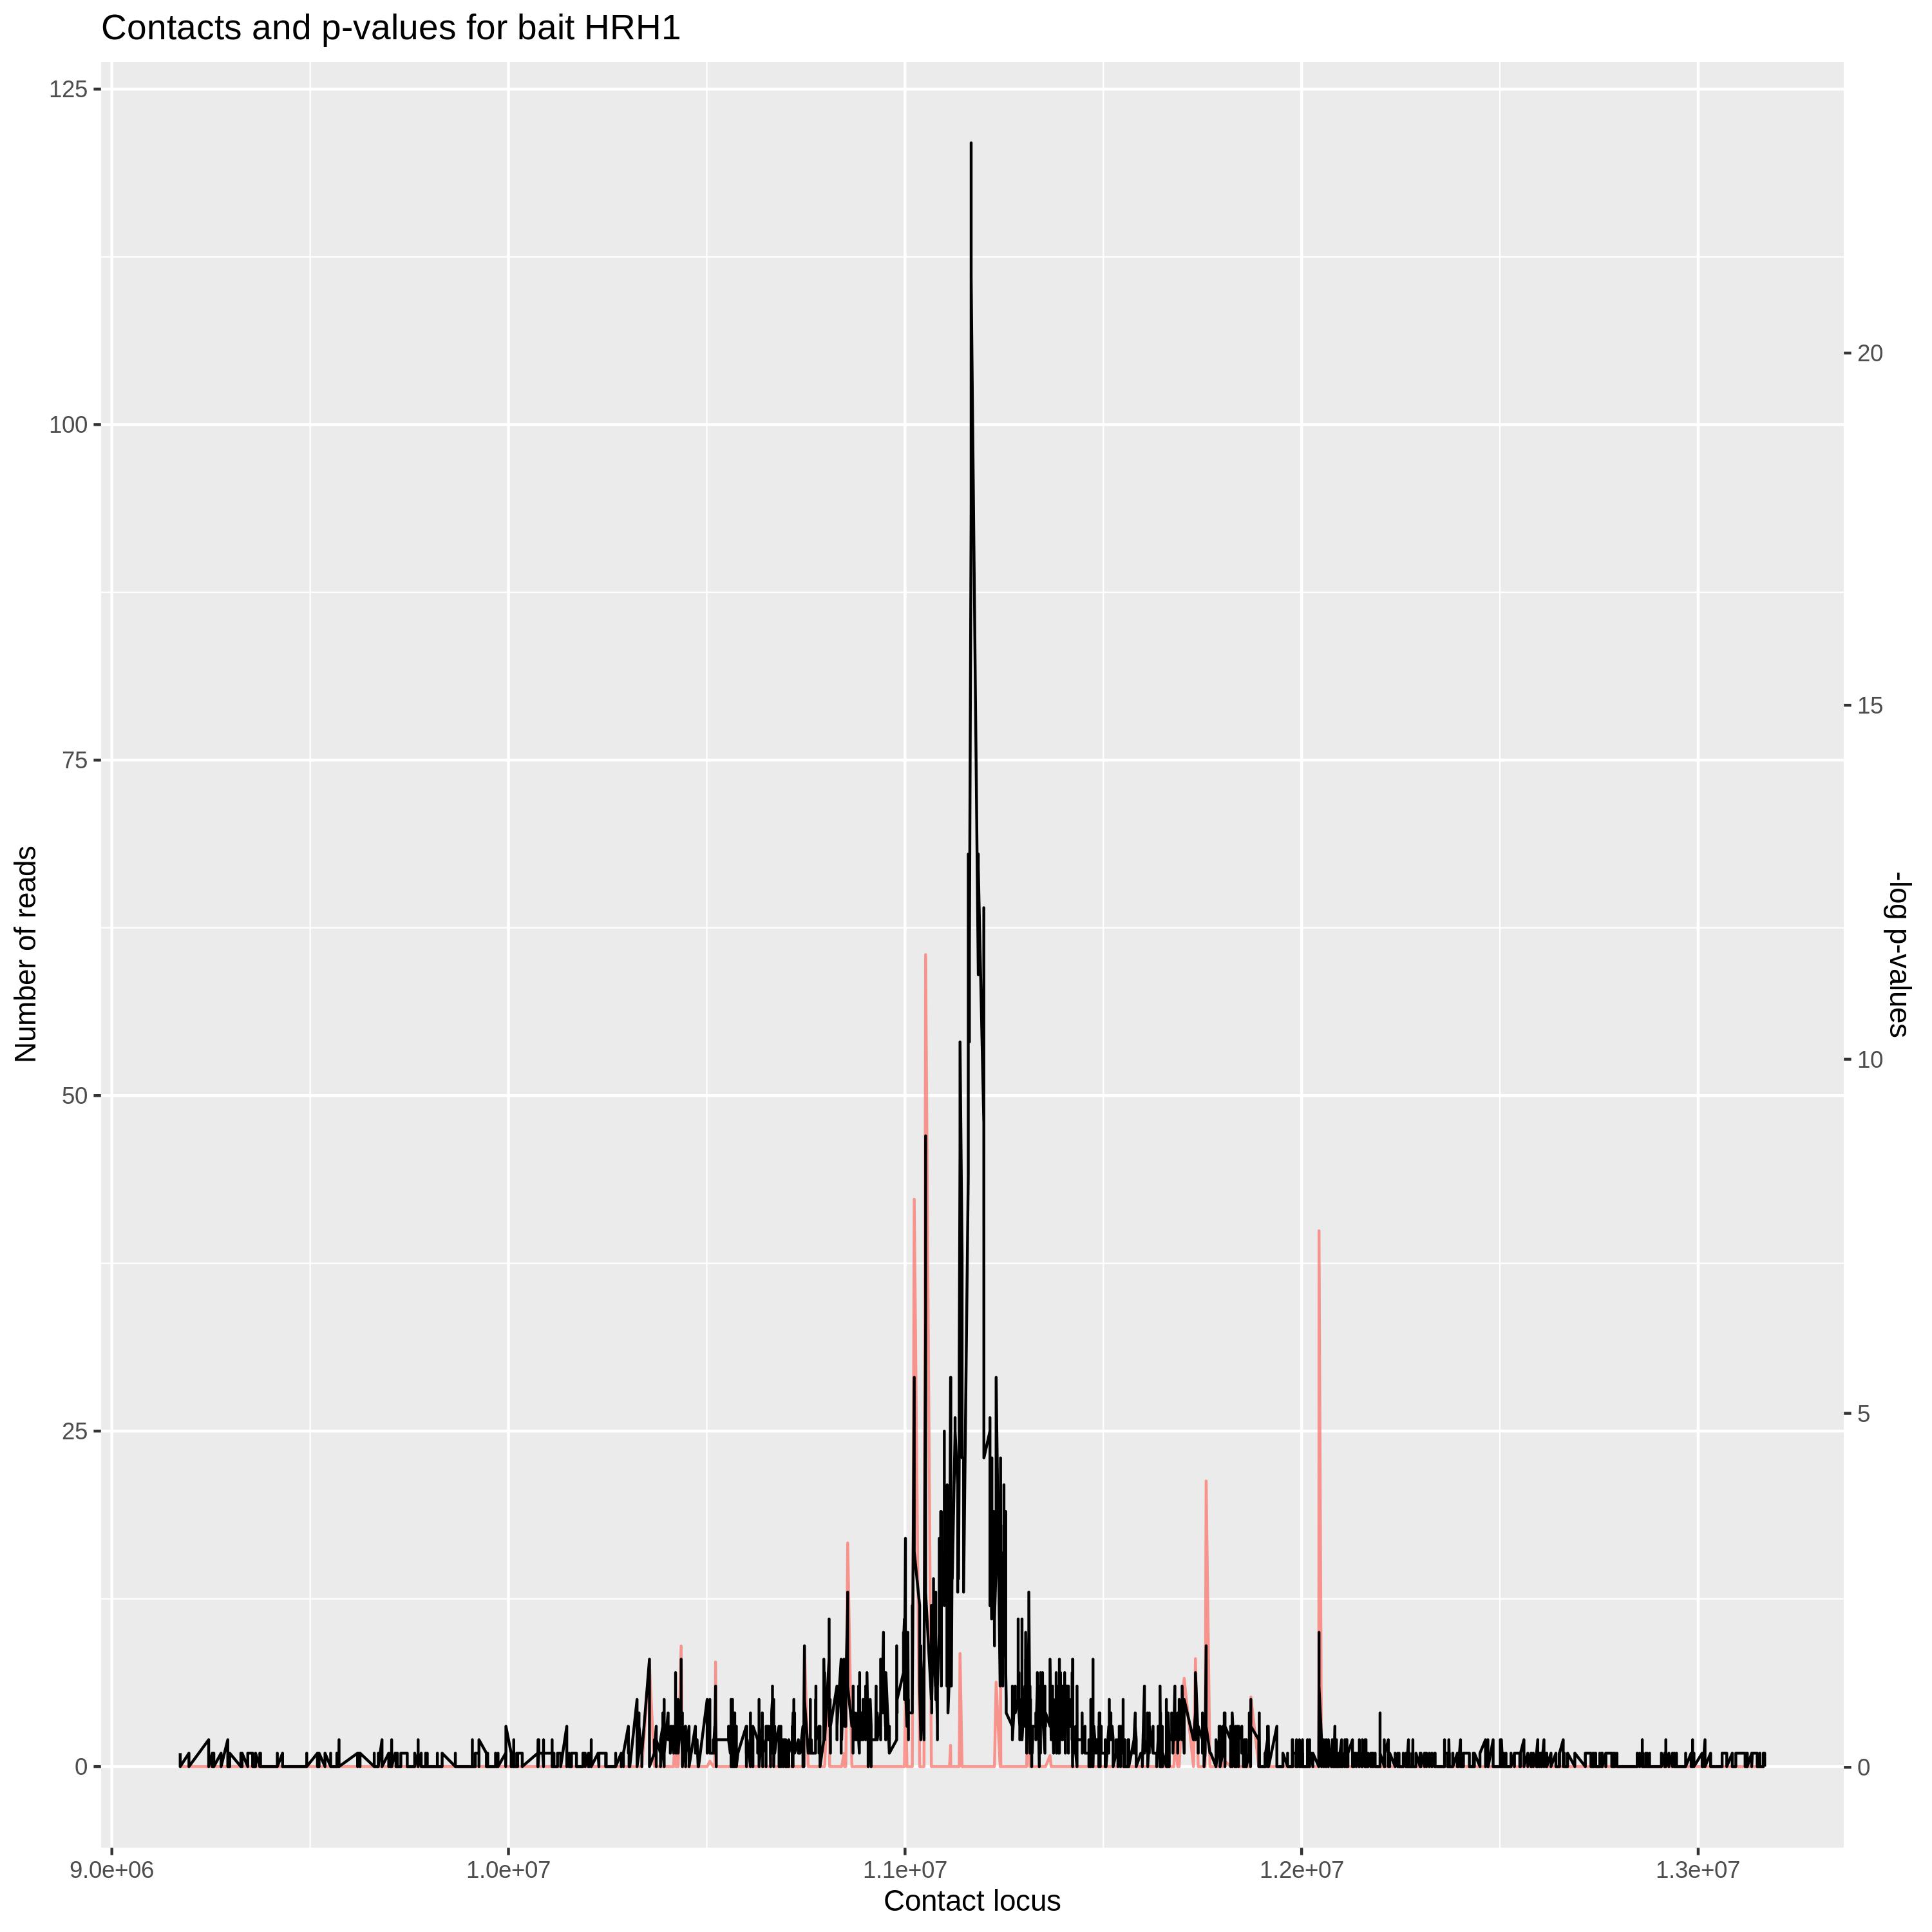 Contacts and p-values for bait HRH1
125
100
75
50
25
0
Number of reads
20
15
10
5
0
-log p-values
9.0e+06
1.0e+07
1.1e+07
1.2e+07
1.3e+07
Contact locus